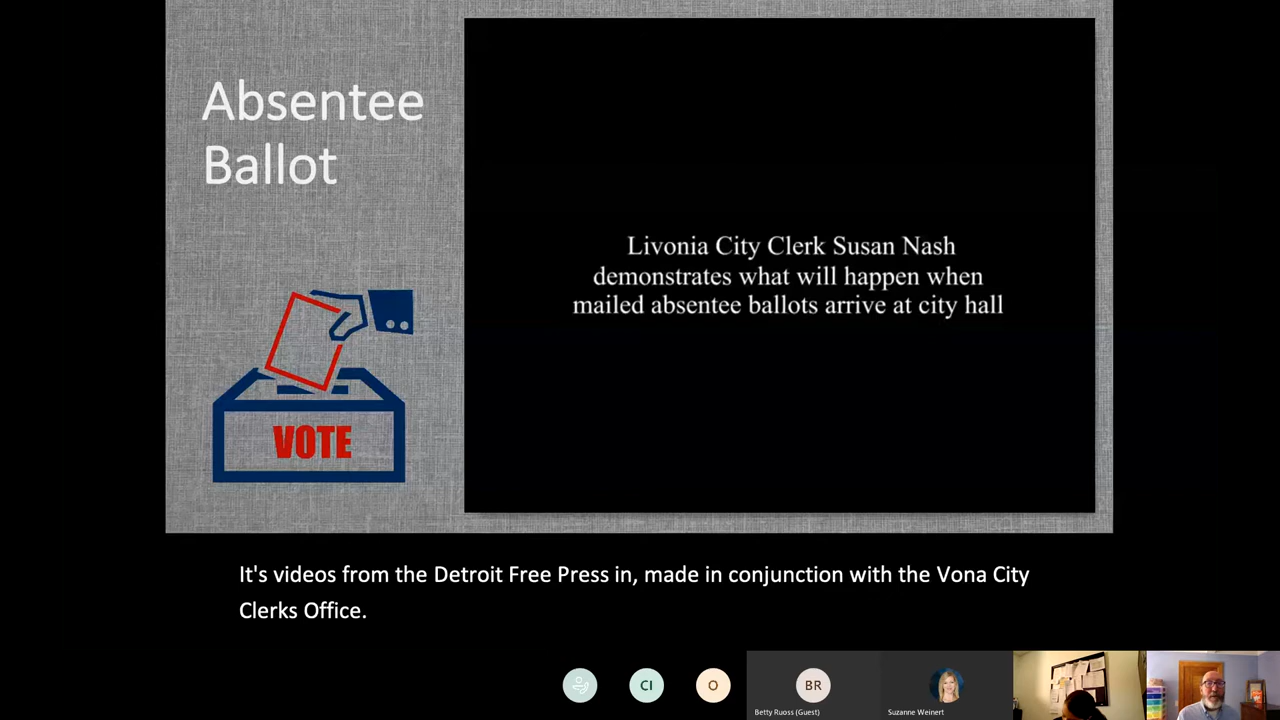 Absentee
Ballot
Livonia City Clerk Susan Nash
demonstrates what will happen when
mailed absentee ballots arrive at city hall
VOTE
It's videos from the Detroit Free Press in, made in conjunction with the Vona City
Clerks Office.
CI
O
BR
Betty Ruoss (Guest)
Suzanne Weinert